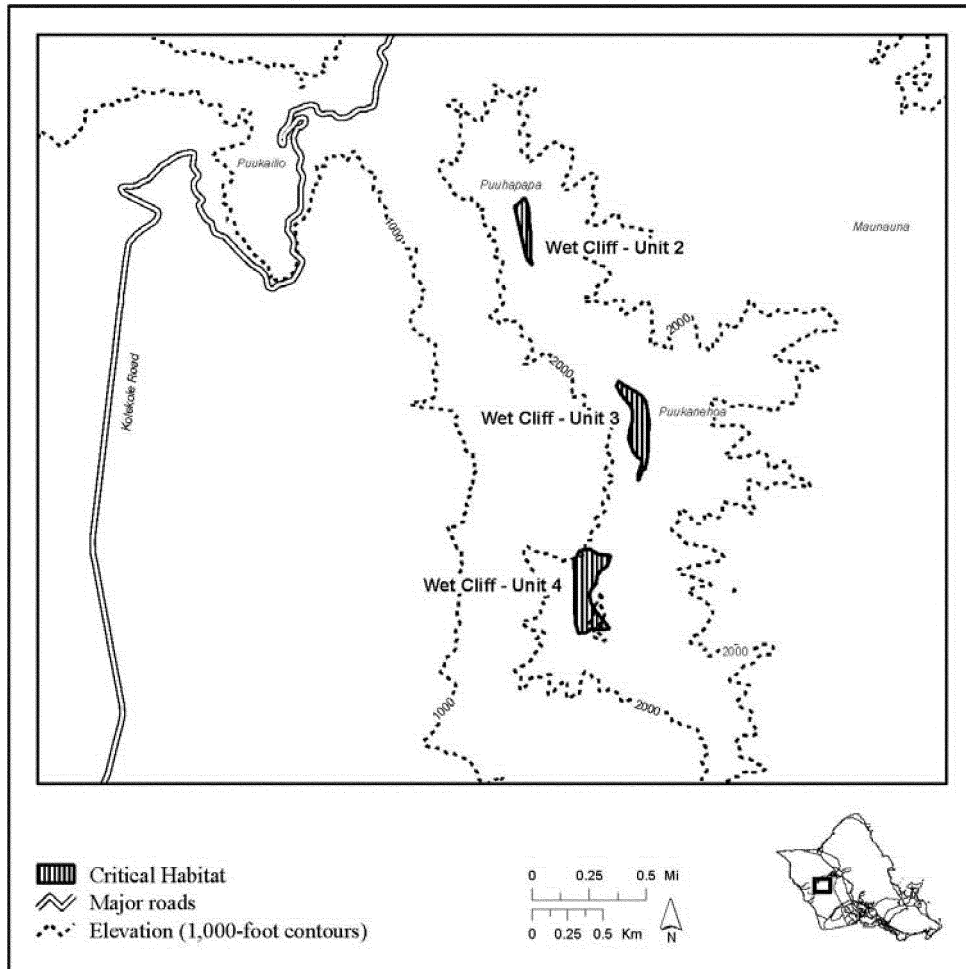 Puukailio
Puuhapapa
1000
Wet Cliff - Unit 2
Maunauna
2000
2000
Kolekole Road
Wet Cliff - Unit 3
Puukanehoa
Wet Cliff - Unit 4
2000
1000
2000
Critical Habitat
Major roads
Elevation (1,000-foot contours)
0 0.25 0.5 Mi
0 0.25 0.5 Km
N